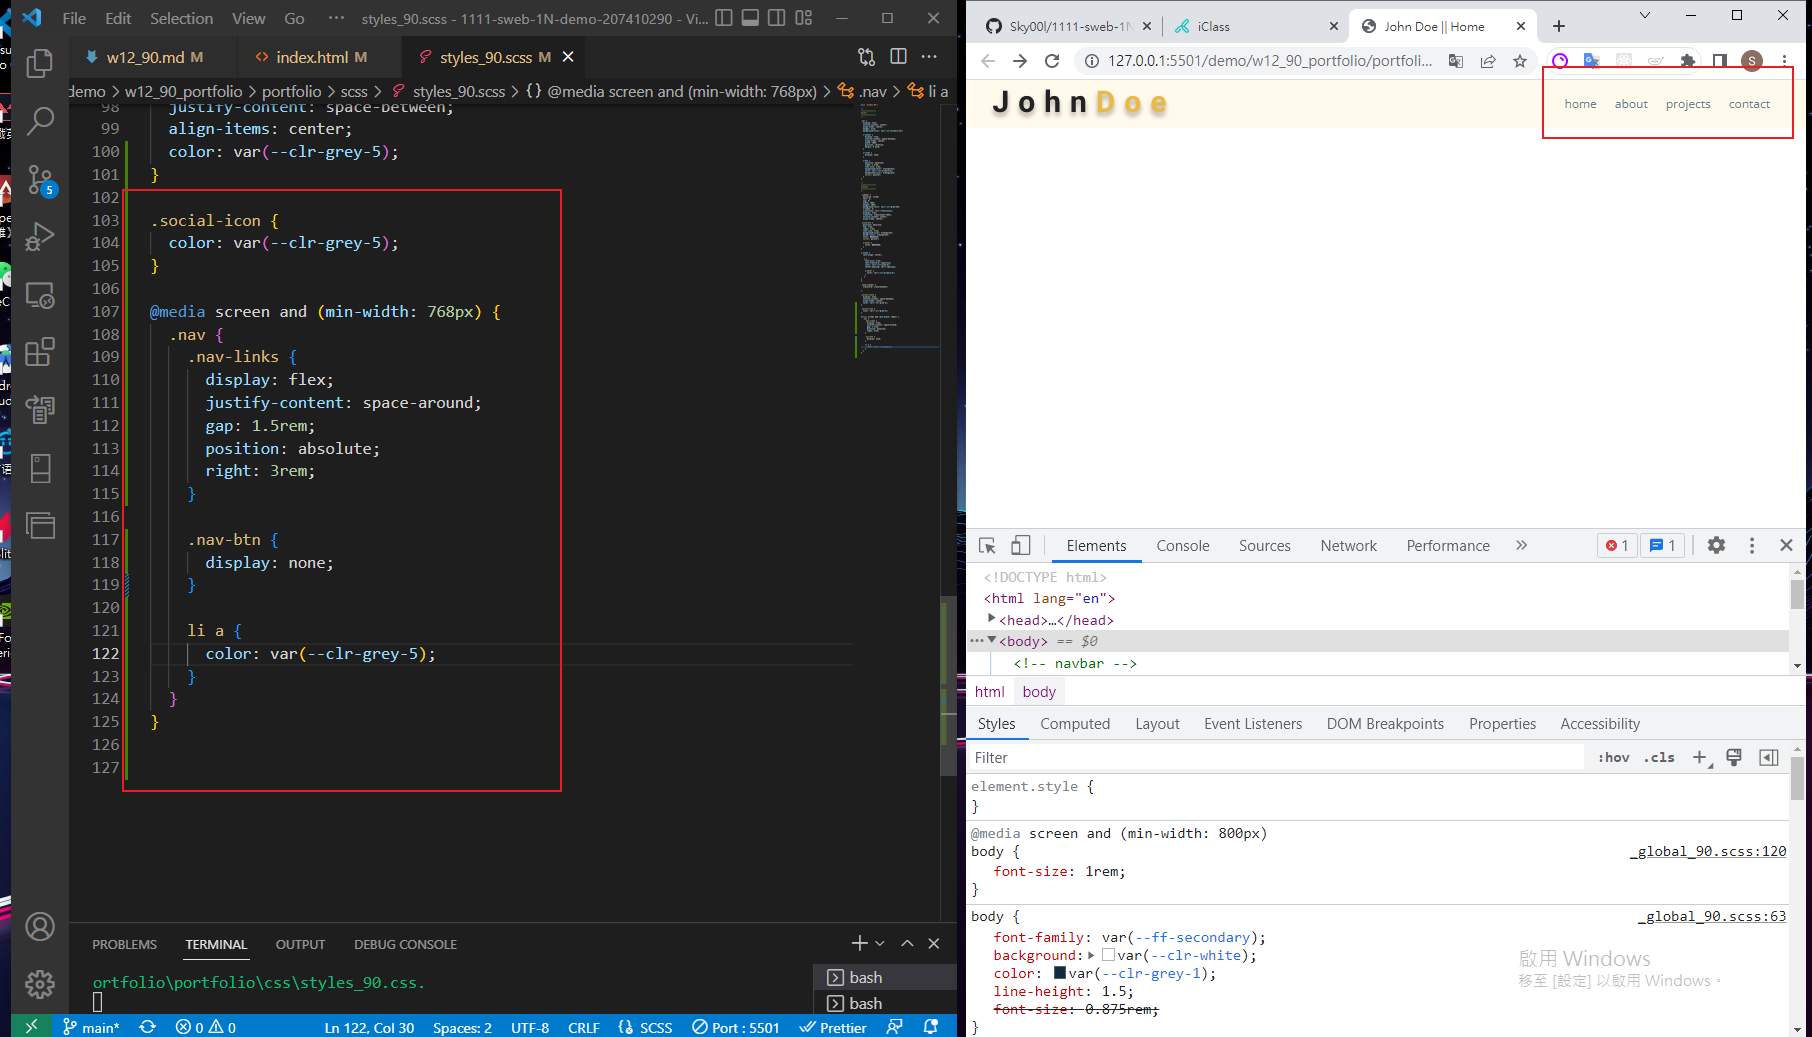 File Edit Selection View Go ··· styles_90.scss - 1111-sweb-1N-demo-207410290 - Vi...
w12_90.md M
index.html M
styles_90.scss M
demo > w12_90_portfolio > portfolio > scss > styles_90.scss > {} @media screen and (min-width: 768px) > .nav > li a
98 justify-content: space-between;
99 align-items: center;
100 color: var(--clr-grey-5);
101 }
102
103 .social-icon {
104 color: var(--clr-grey-5);
105 }
106
107 @media screen and (min-width: 768px) {
108 .nav {
109 .nav-links {
110 display: flex;
111 justify-content: space-around;
112 gap: 1.5rem;
113 position: absolute;
114 right: 3rem;
115 }
116
117 .nav-btn {
118 display: none;
119 }
120
121 li a {
122 color: var(--clr-grey-5);
123 }
124 }
125 }
126
127
5
PROBLEMS TERMINAL OUTPUT DEBUG CONSOLE
ortfolio\portfolio\css\styles_90.css.
bash
bash
main* 0 0 Ln 122, Col 30 Spaces: 2 UTF-8 CRLF {} SCSS Port : 5501 Prettier
Sky00l/1111-sweb-1N
iClass
John Doe || Home
127.0.0.1:5501/demo/w12_90_portfolio/portfoli...
S
JohnDoe
home about projects contact
Elements Console Sources Network Performance » 1 1
<!DOCTYPE html>
<html lang="en">
<head>…</head>
<body> == $0
<!-- navbar -->
html body
Styles Computed Layout Event Listeners DOM Breakpoints Properties Accessibility
Filter :hov .cls +
element.style {
}
@media screen and (min-width: 800px)
body { _global_90.scss:120
font-size: 1rem;
}
body { _global_90.scss:63
font-family: var(--ff-secondary);
background: var(--clr-white);
color: var(--clr-grey-1);
line-height: 1.5;
font-size: 0.875rem;
}
啟用 Windows
移至 [設定] 以啟用 Windows。